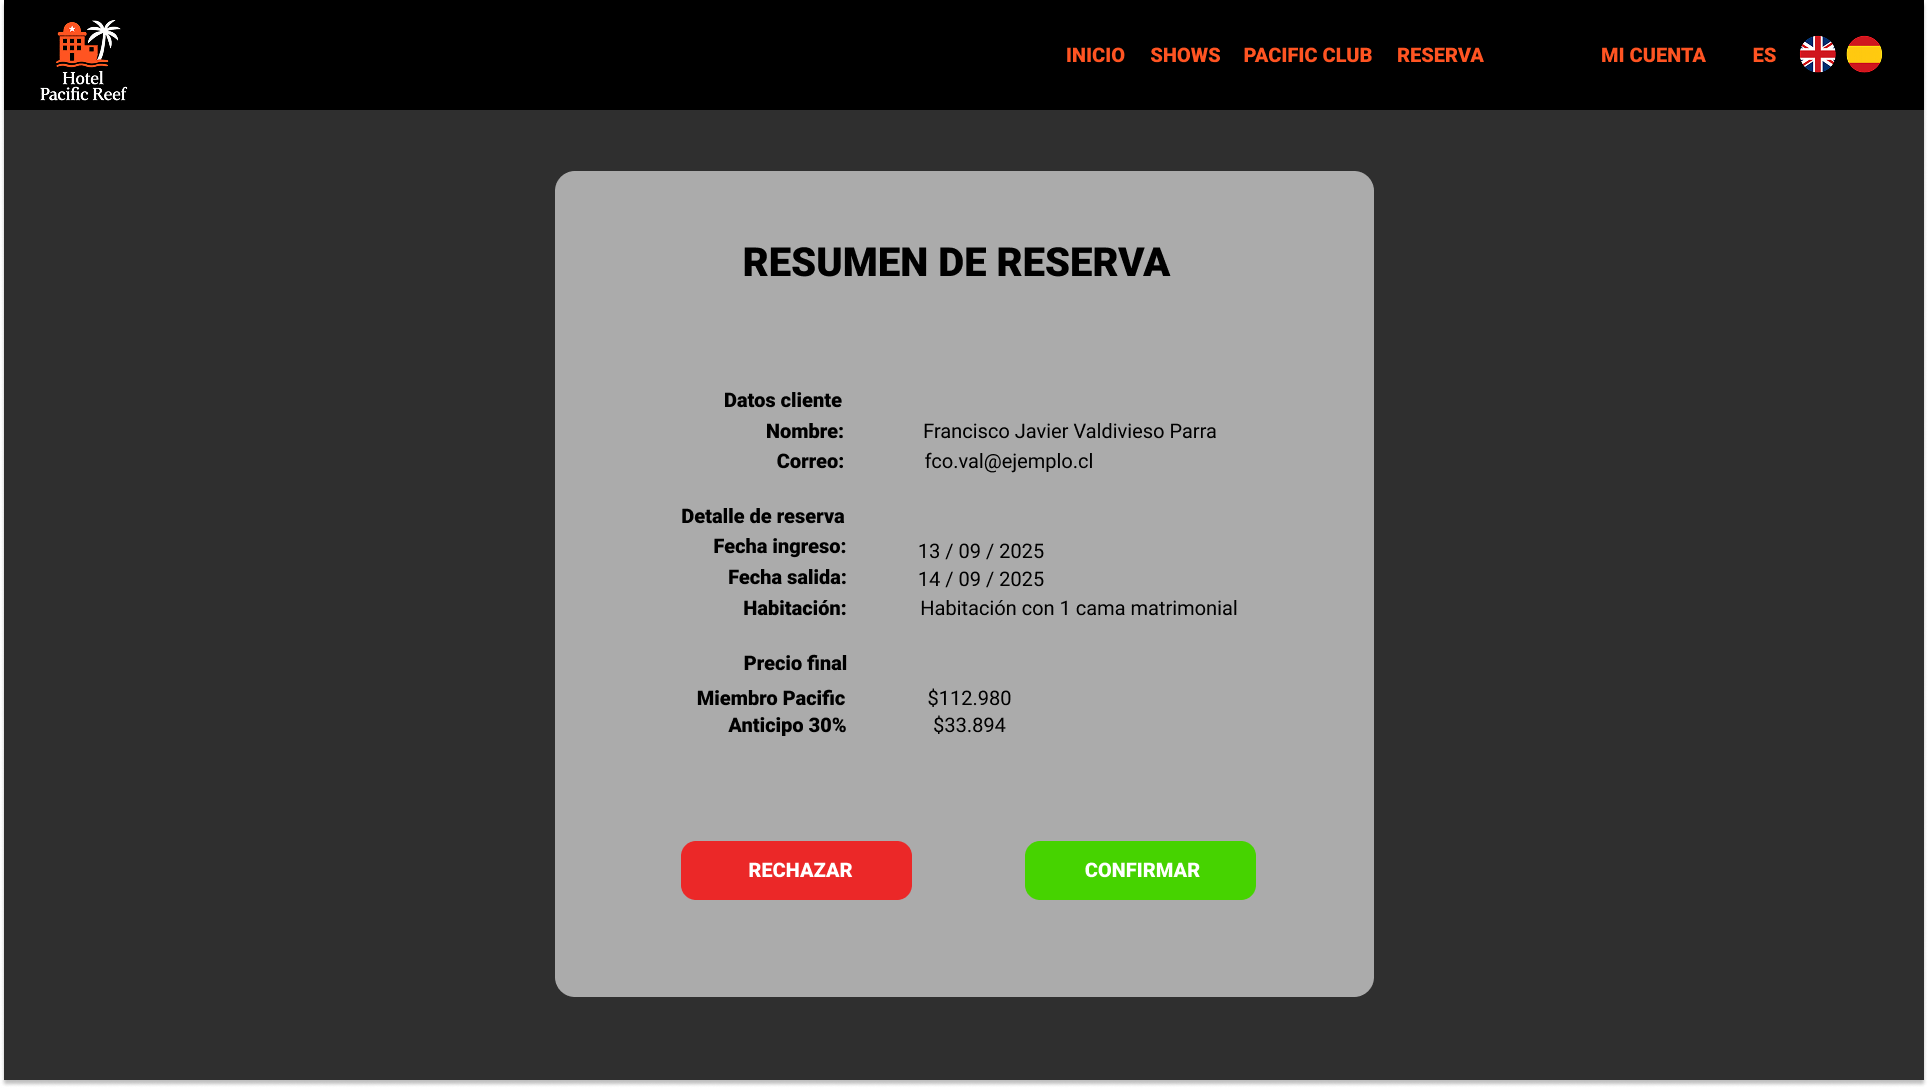 Hotel
Pacific Reef
INICIO SHOWS PACIFIC CLUB RESERVA MI CUENTA ES
RESUMEN DE RESERVA
Datos cliente
Nombre: Francisco Javier Valdivieso Parra
Correo: fco.val@ejemplo.cl
Detalle de reserva
Fecha ingreso: 13 / 09 / 2025
Fecha salida: 14 / 09 / 2025
Habitación: Habitación con 1 cama matrimonial
Precio final
Miembro Pacific $112.980
Anticipo 30% $33.894
RECHAZAR CONFIRMAR